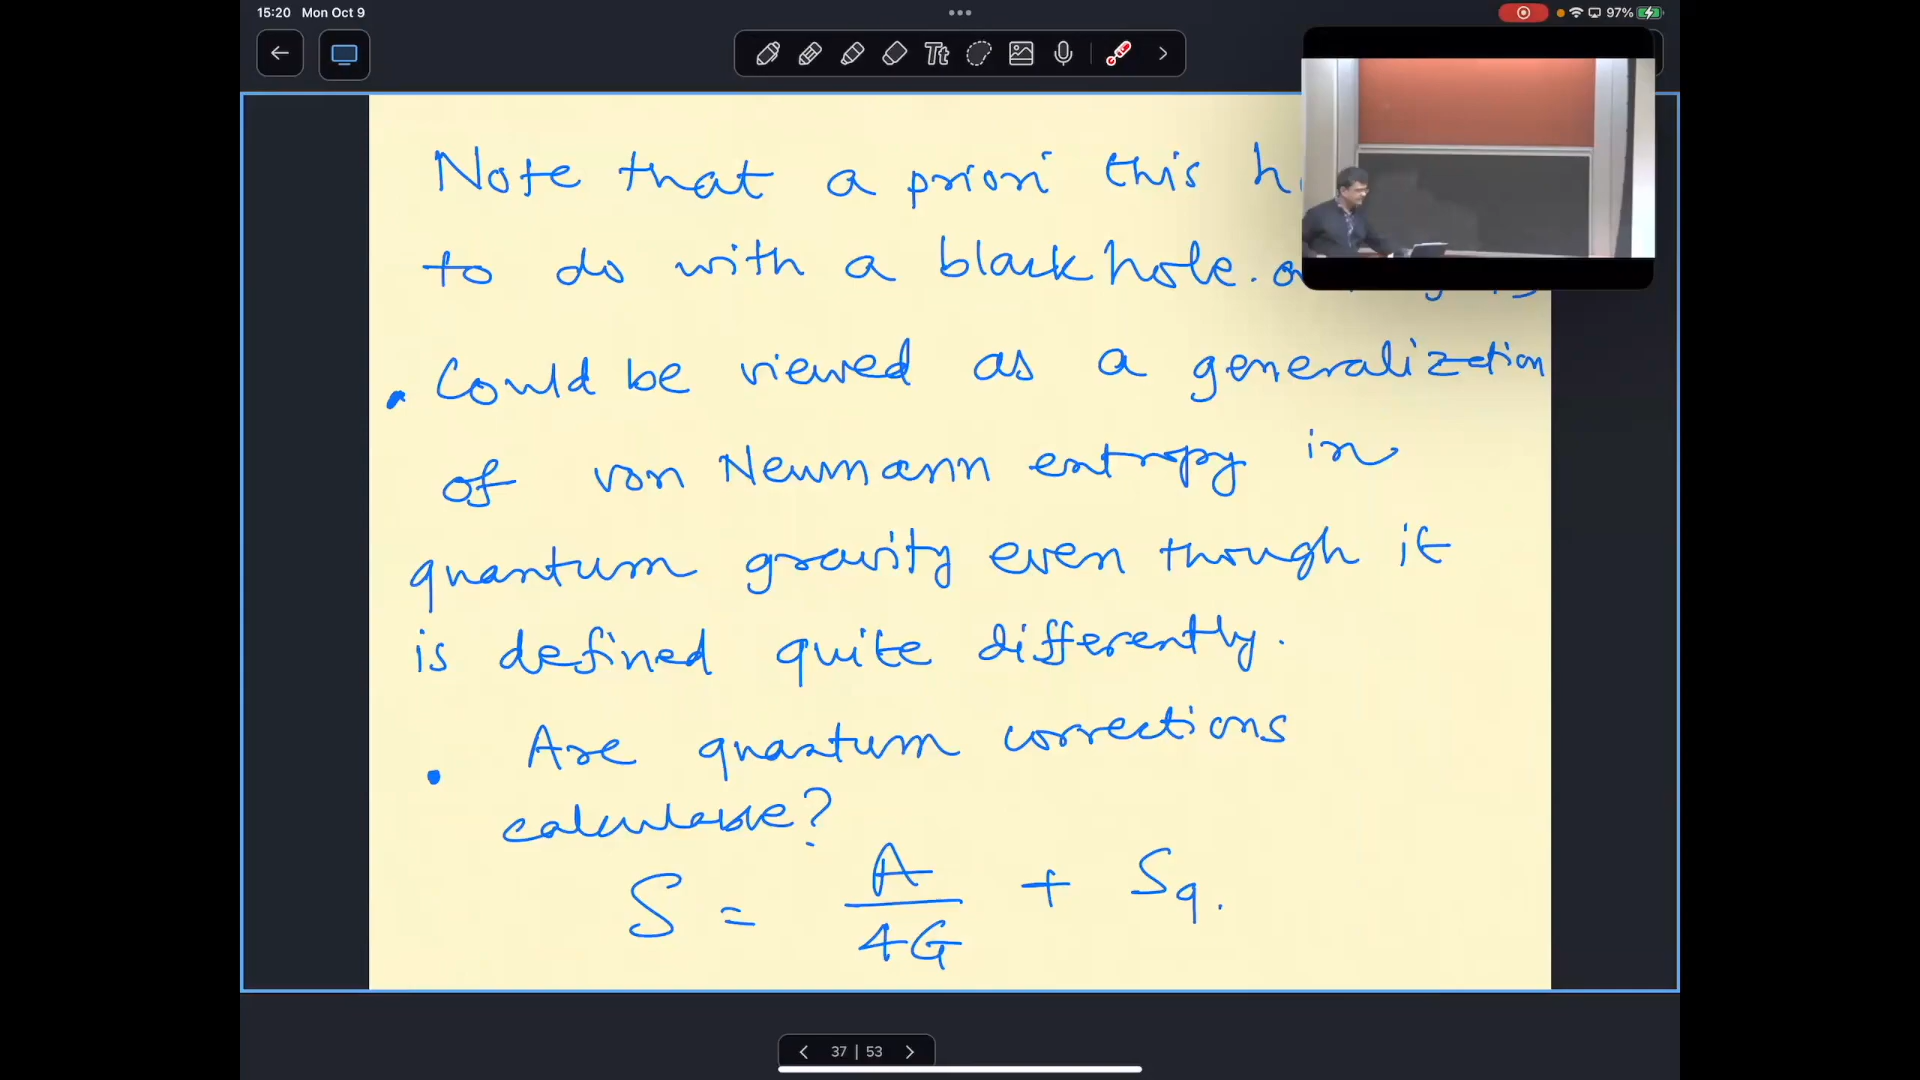 15:20 Mon Oct 9
97%
Tt
Note that a priori this
to do with a black hole.
• Could be viewed as a generalization
of von Neumann entropy in
quantum gravity even though it
is defined quite differently.
• Are quantum corrections
calculable?
S = A/4G + Sq.
37 | 53